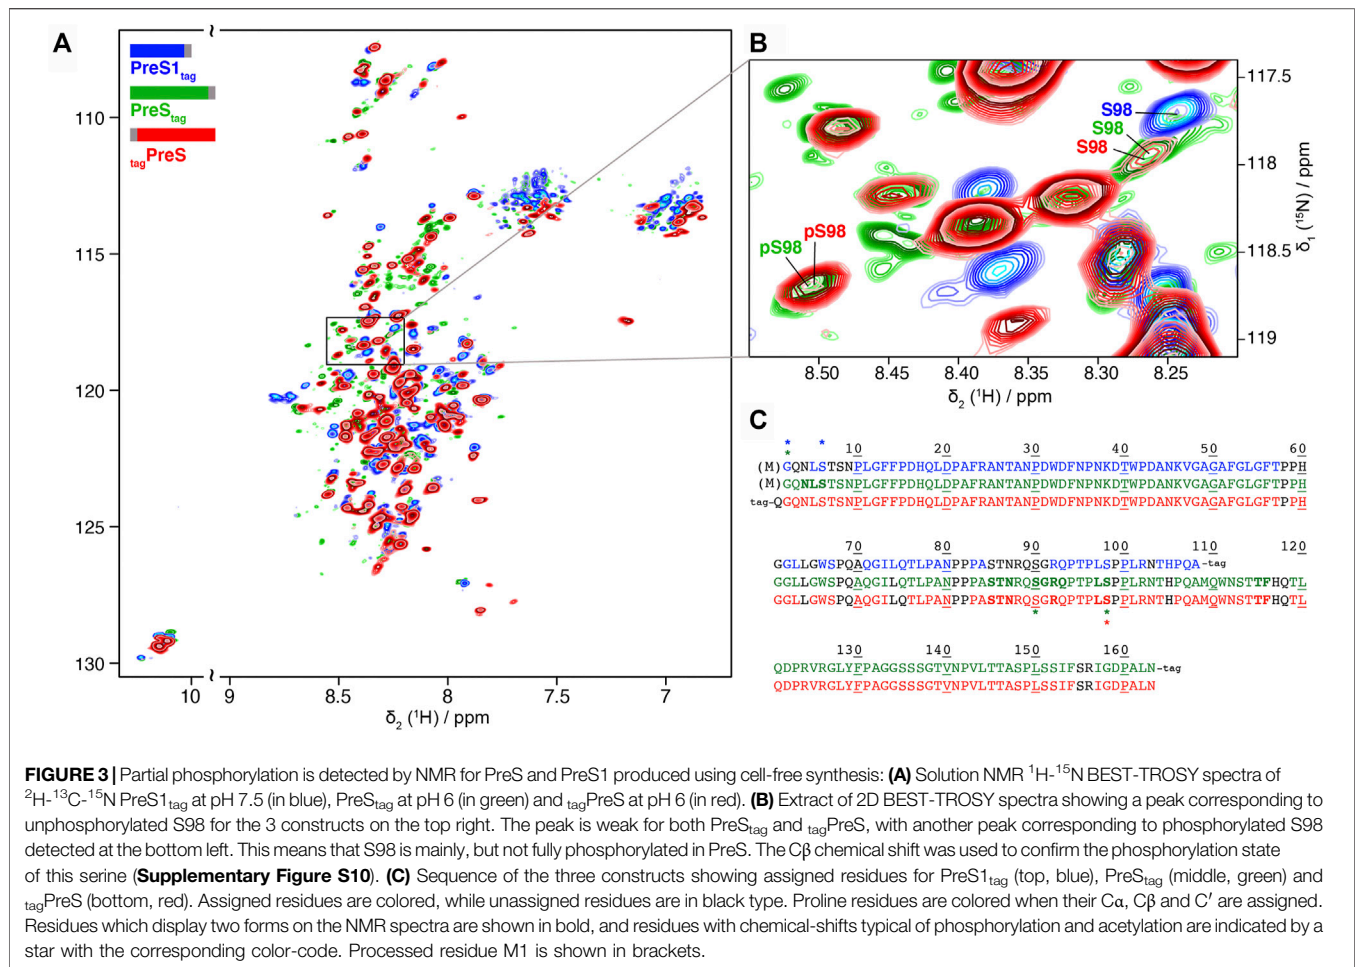 A
PreS1tag
PreStag
tagPreS
110
115
120
125
130
10
9
8.5
8
7.5
7
δ2 (1H) / ppm
B
S98
S98
S98
pS98
pS98
117.5
118
118.5
119
δ1 (15N) / ppm
8.50
8.45
8.40
8.35
8.30
8.25
δ2 (1H) / ppm
C
*
*
*
10 20 30 40 50 60
(M)GQNLSTSNPLGFFPDHQLDPAFRANTANPDWDFNPNKDTWPDANKVGAGAFGLGFTPPH
(M)GQNLSTSNPLGFFPDHQLDPAFRANTANPDWDFNPNKDTWPDANKVGAGAFGLGFTPPH
tag-QGQNLSTSNPLGFFPDHQLDPAFRANTANPDWDFNPNKDTWPDANKVGAGAFGLGFTPPH
70 80 90 100 110 120
GGLLGWSPQAQGILQTLPANPPPASTNRQSGRQPTPLSPPLRNTHPQA-tag
GGLLGWSPQAQGILQTLPANPPPASTNRQSGRQPTPLSPPLRNTHPQAMQWNSTTFHQTL
GGLLGWSPQAQGILQTLPANPPPASTNRQSGRQPTPLSPPLRNTHPQAMQWNSTTFHQTL
* *
*
130 140 150 160
QDPRVRGLYFPAGGSSSGTVNPVLTTASPLSSIFSRIGDPALN-tag
QDPRVRGLYFPAGGSSSGTVNPVLTTASPLSSIFSRIGDPALN
FIGURE 3 | Partial phosphorylation is detected by NMR for PreS and PreS1 produced using cell-free synthesis: (A) Solution NMR 1H-15N BEST-TROSY spectra of
2H-13C-15N PreS1tag at pH 7.5 (in blue), PreStag at pH 6 (in green) and tagPreS at pH 6 (in red). (B) Extract of 2D BEST-TROSY spectra showing a peak corresponding to
unphosphorylated S98 for the 3 constructs on the top right. The peak is weak for both PreStag and tagPreS, with another peak corresponding to phosphorylated S98
detected at the bottom left. This means that S98 is mainly, but not fully phosphorylated in PreS. The Cβ chemical shift was used to confirm the phosphorylation state
of this serine (Supplementary Figure S10). (C) Sequence of the three constructs showing assigned residues for PreS1tag (top, blue), PreStag (middle, green) and
tagPreS (bottom, red). Assigned residues are colored, while unassigned residues are in black type. Proline residues are colored when their Cα, Cβ and C′ are assigned.
Residues which display two forms on the NMR spectra are shown in bold, and residues with chemical-shifts typical of phosphorylation and acetylation are indicated by a
star with the corresponding color-code. Processed residue M1 is shown in brackets.